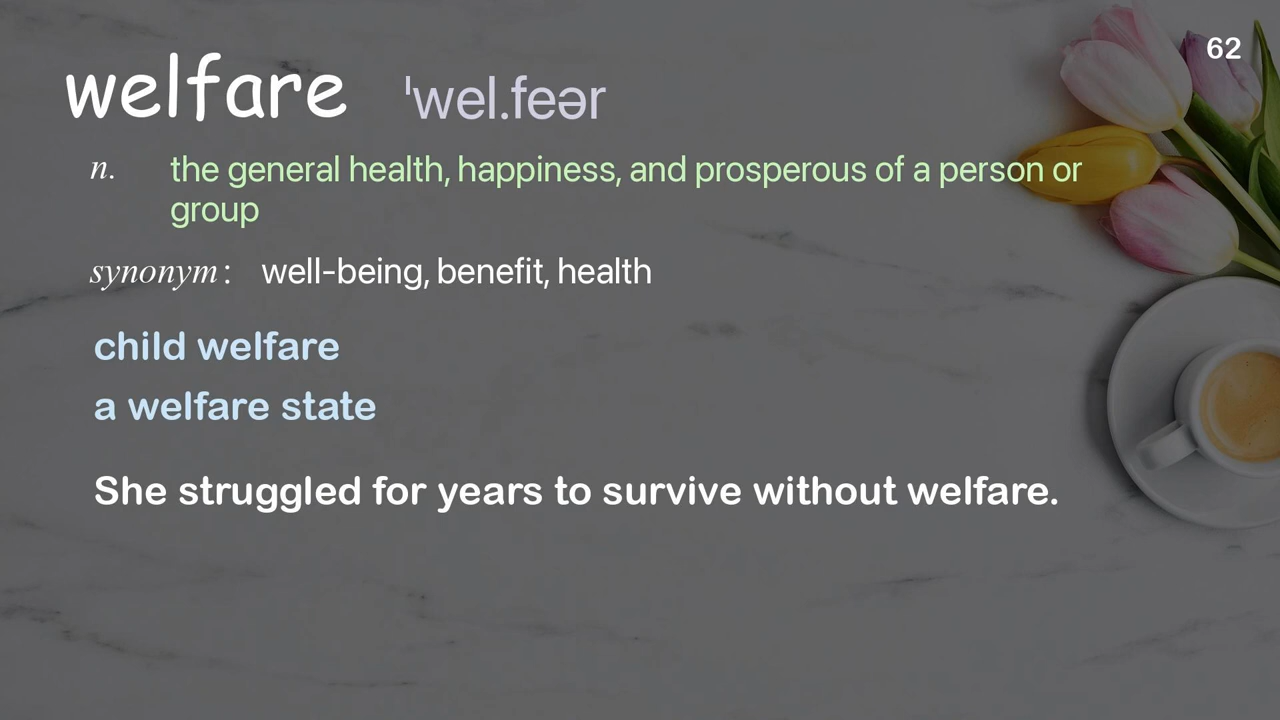 62
welfare ˈwel.feər
n. the general health, happiness, and prosperous of a person or
group
synonym: well-being, benefit, health
child welfare
a welfare state
She struggled for years to survive without welfare.